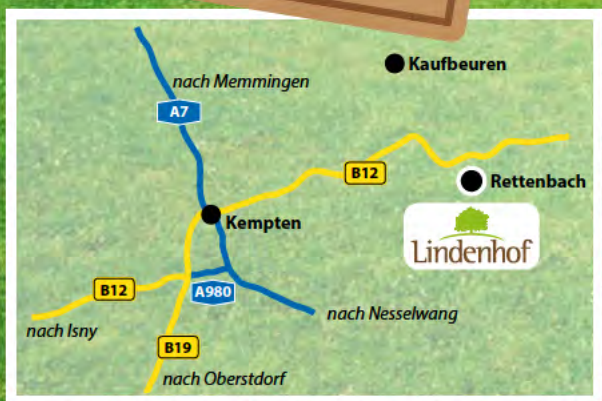 nach Memmingen
Kaufbeuren
A7
B12
Rettenbach
Kempten
Lindenhof
B12
A980
nach Nesselwang
nach Isny
B19
nach Oberstdorf